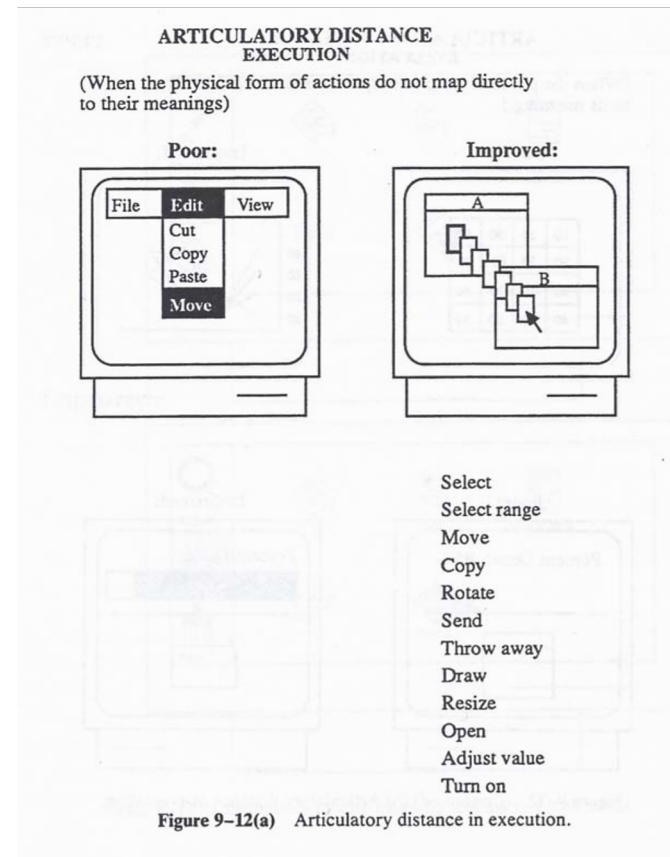 ARTICULATORY DISTANCE
EXECUTION
(When the physical form of actions do not map directly
to their meanings)
Poor:
File Edit View
Cut
Copy
Paste
Move
Improved:
A
B
Select
Select range
Move
Copy
Rotate
Send
Throw away
Draw
Resize
Open
Adjust value
Turn on
Figure 9–12(a) Articulatory distance in execution.